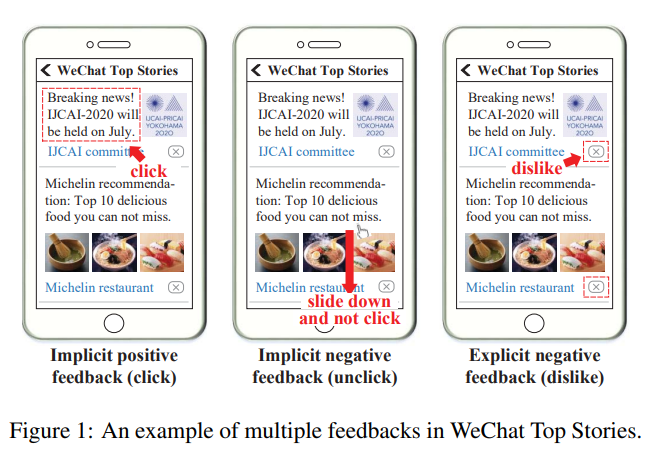 WeChat Top Stories
Breaking news!
IJCAI-2020 will
be held on July.
IJCAI-PRICAI
YOKOHAMA
2020
IJCAI committee
click
Michelin recommenda-
tion: Top 10 delicious
food you can not miss.
Michelin restaurant
Implicit positive
feedback (click)
WeChat Top Stories
Breaking news!
IJCAI-2020 will
be held on July.
IJCAI-PRICAI
YOKOHAMA
2020
IJCAI committee
Michelin recommenda-
tion: Top 10 delicious
food you can not miss.
Michelin restaurant
slide down
and not click
Implicit negative
feedback (unclick)
WeChat Top Stories
Breaking news!
IJCAI-2020 will
be held on July.
IJCAI-PRICAI
YOKOHAMA
2020
IJCAI committee
dislike
Michelin recommenda-
tion: Top 10 delicious
food you can not miss.
Michelin restaurant
Explicit negative
feedback (dislike)
Figure 1: An example of multiple feedbacks in WeChat Top Stories.